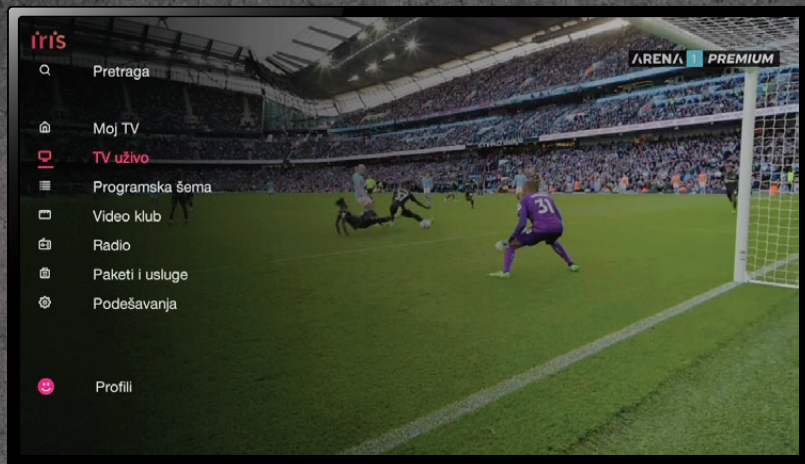 iris
Pretraga
ARENA 1 PREMIUM
Moj TV
TV uživo
Programska šema
Video klub
Radio
Paketi i usluge
Podešavanja
Profili
31